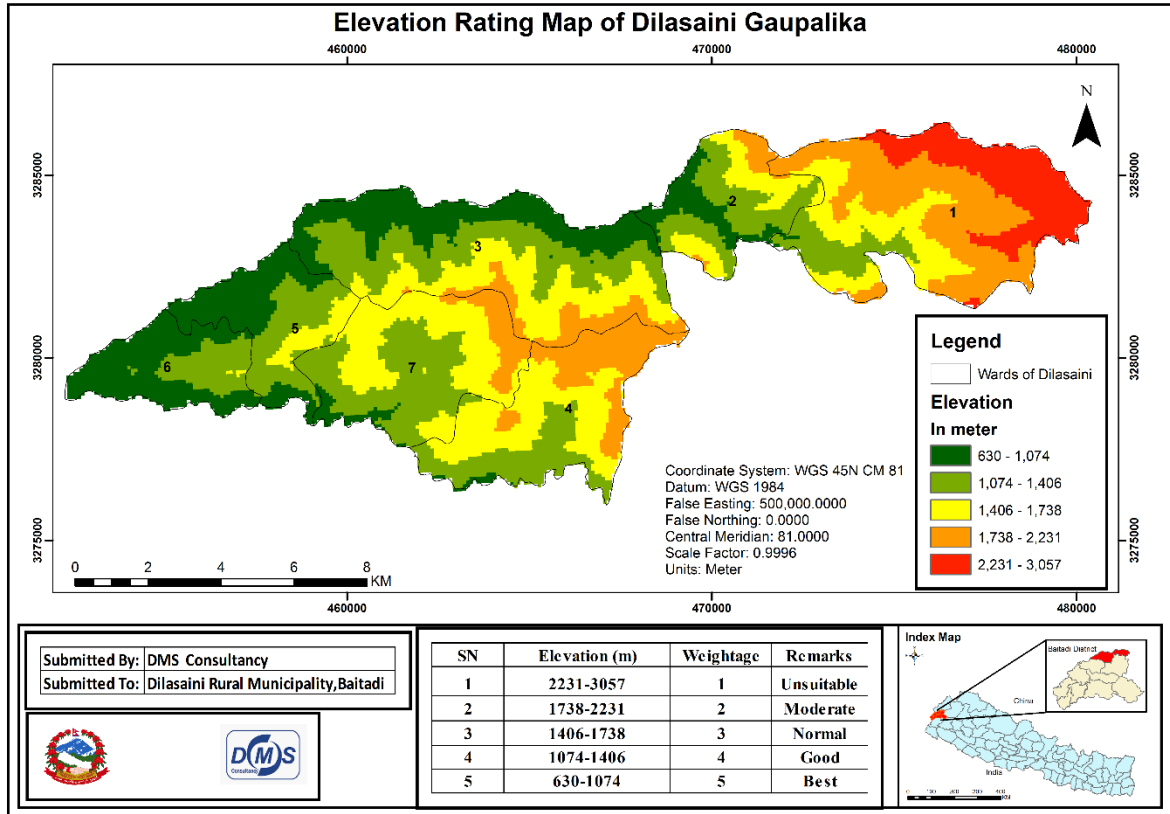 Elevation Rating Map of Dilasaini Gaupalika
460000 470000 480000
N
3285000 3285000
3280000 3280000
3275000 3275000
1
2
3
5
6
7
4
Legend
Wards of Dilasaini
Elevation
In meter
630 - 1,074
1,074 - 1,406
1,406 - 1,738
1,738 - 2,231
2,231 - 3,057
Coordinate System: WGS 45N CM 81
Datum: WGS 1984
False Easting: 500,000.0000
False Northing: 0.0000
Central Meridian: 81.0000
Scale Factor: 0.9996
Units: Meter
0 2 4 6 8
KM
460000 470000 480000
Submitted By: DMS Consultancy
Submitted To: Dilasaini Rural Municipality,Baitadi
DMS
Consultancy
SN Elevation (m) Weightage Remarks
1 2231-3057 1 Unsuitable
2 1738-2231 2 Moderate
3 1406-1738 3 Normal
4 1074-1406 4 Good
5 630-1074 5 Best
Index Map
Baitadi District
China
India
KM